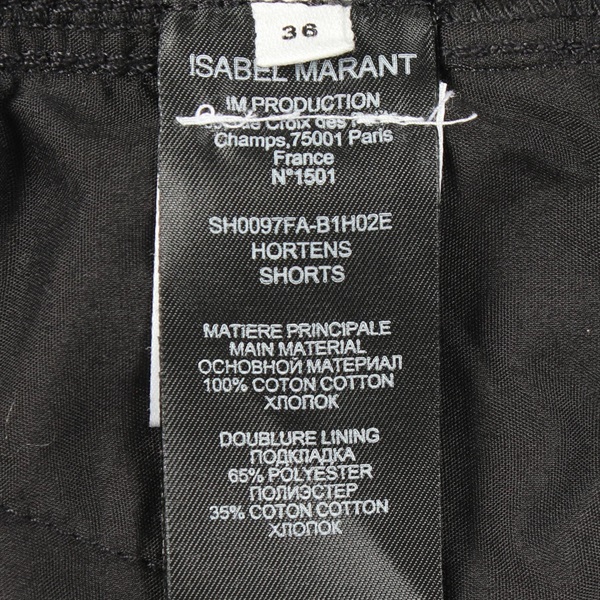 36
ISABEL MARANT
IM PRODUCTION
Croix des
Champs,75001 Paris
France
N°1501
SH0097FA-B1H02E
HORTENS
SHORTS
MATIERE PRINCIPALE
MAIN MATERIAL
ОСНОВНОЙ МАТЕРИАЛ
100% COTON COTTON
ХЛОПОК
DOUBLURE LINING
ПОДКЛАДКА
65% POLYESTER
ПОЛИЭСТЕР
35% COTON COTTON
ХЛОПОК